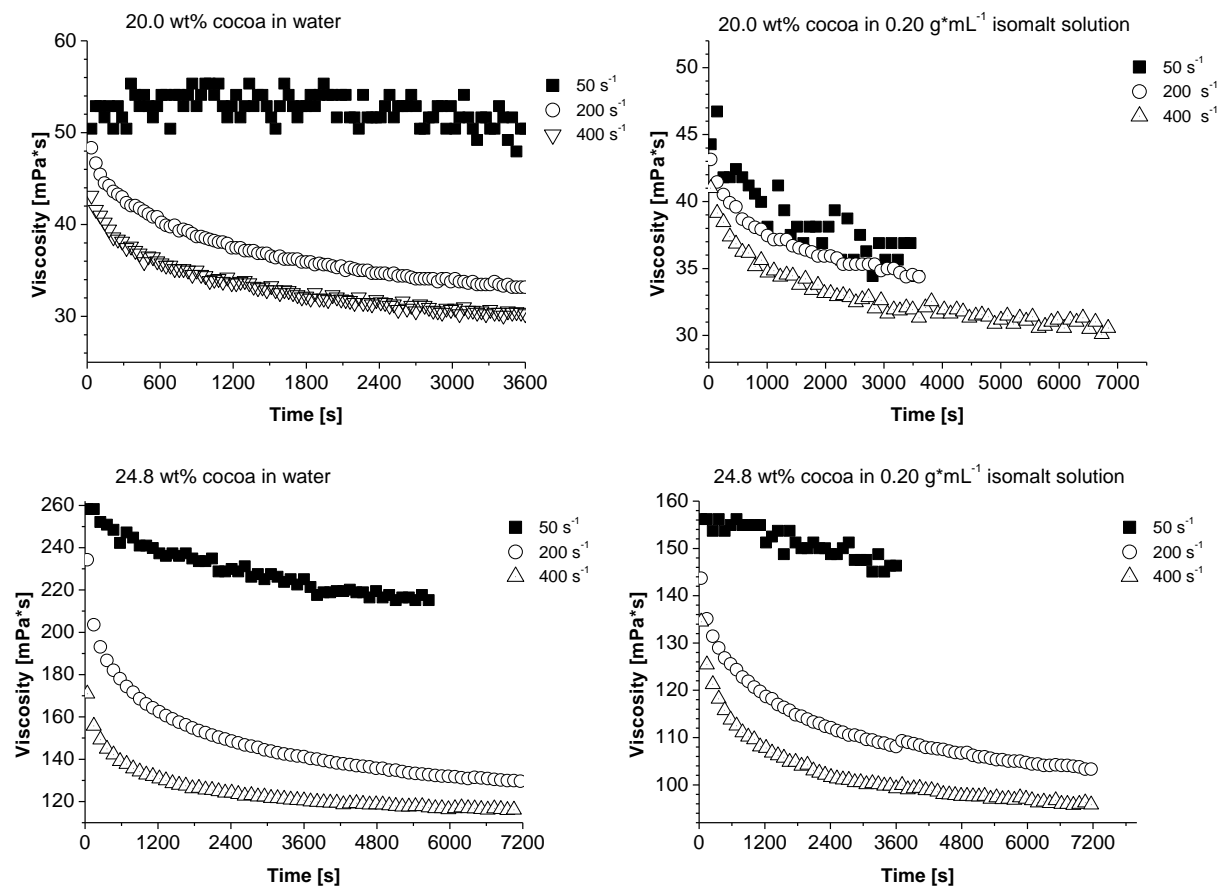 20.0 wt% cocoa in water
60
50
40
30
Viscosity [mPa*s]
0 600 1200 1800 2400 3000 3600
Time [s]
50 s⁻¹
200 s⁻¹
400 s⁻¹
20.0 wt% cocoa in 0.20 g*mL⁻¹ isomalt solution
50
45
40
35
30
Viscosity [mPa*s]
0 1000 2000 3000 4000 5000 6000 7000
Time [s]
50 s⁻¹
200 s⁻¹
400 s⁻¹
24.8 wt% cocoa in water
260
240
220
200
180
160
140
120
Viscosity [mPa*s]
0 1200 2400 3600 4800 6000 7200
Time [s]
50 s⁻¹
200 s⁻¹
400 s⁻¹
24.8 wt% cocoa in 0.20 g*mL⁻¹ isomalt solution
160
150
140
130
120
110
100
Viscosity [mPa*s]
0 1200 2400 3600 4800 6000 7200
Time [s]
50 s⁻¹
200 s⁻¹
400 s⁻¹